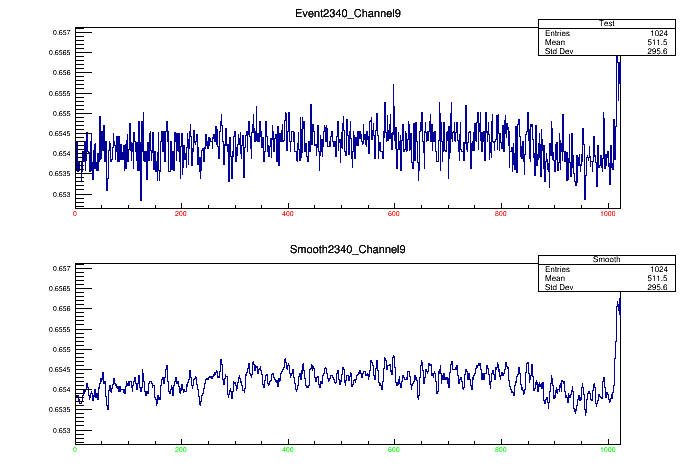 Event2340_Channel9
Test
Entries 1024
Mean 511.5
Std Dev 295.6
0.657
0.6565
0.656
0.6555
0.655
0.6545
0.654
0.6535
0.653
0 200 400 600 800 1000
Smooth2340_Channel9
Smooth
Entries 1024
Mean 511.5
Std Dev 295.6
0.657
0.6565
0.656
0.6555
0.655
0.6545
0.654
0.6535
0.653
0 200 400 600 800 1000